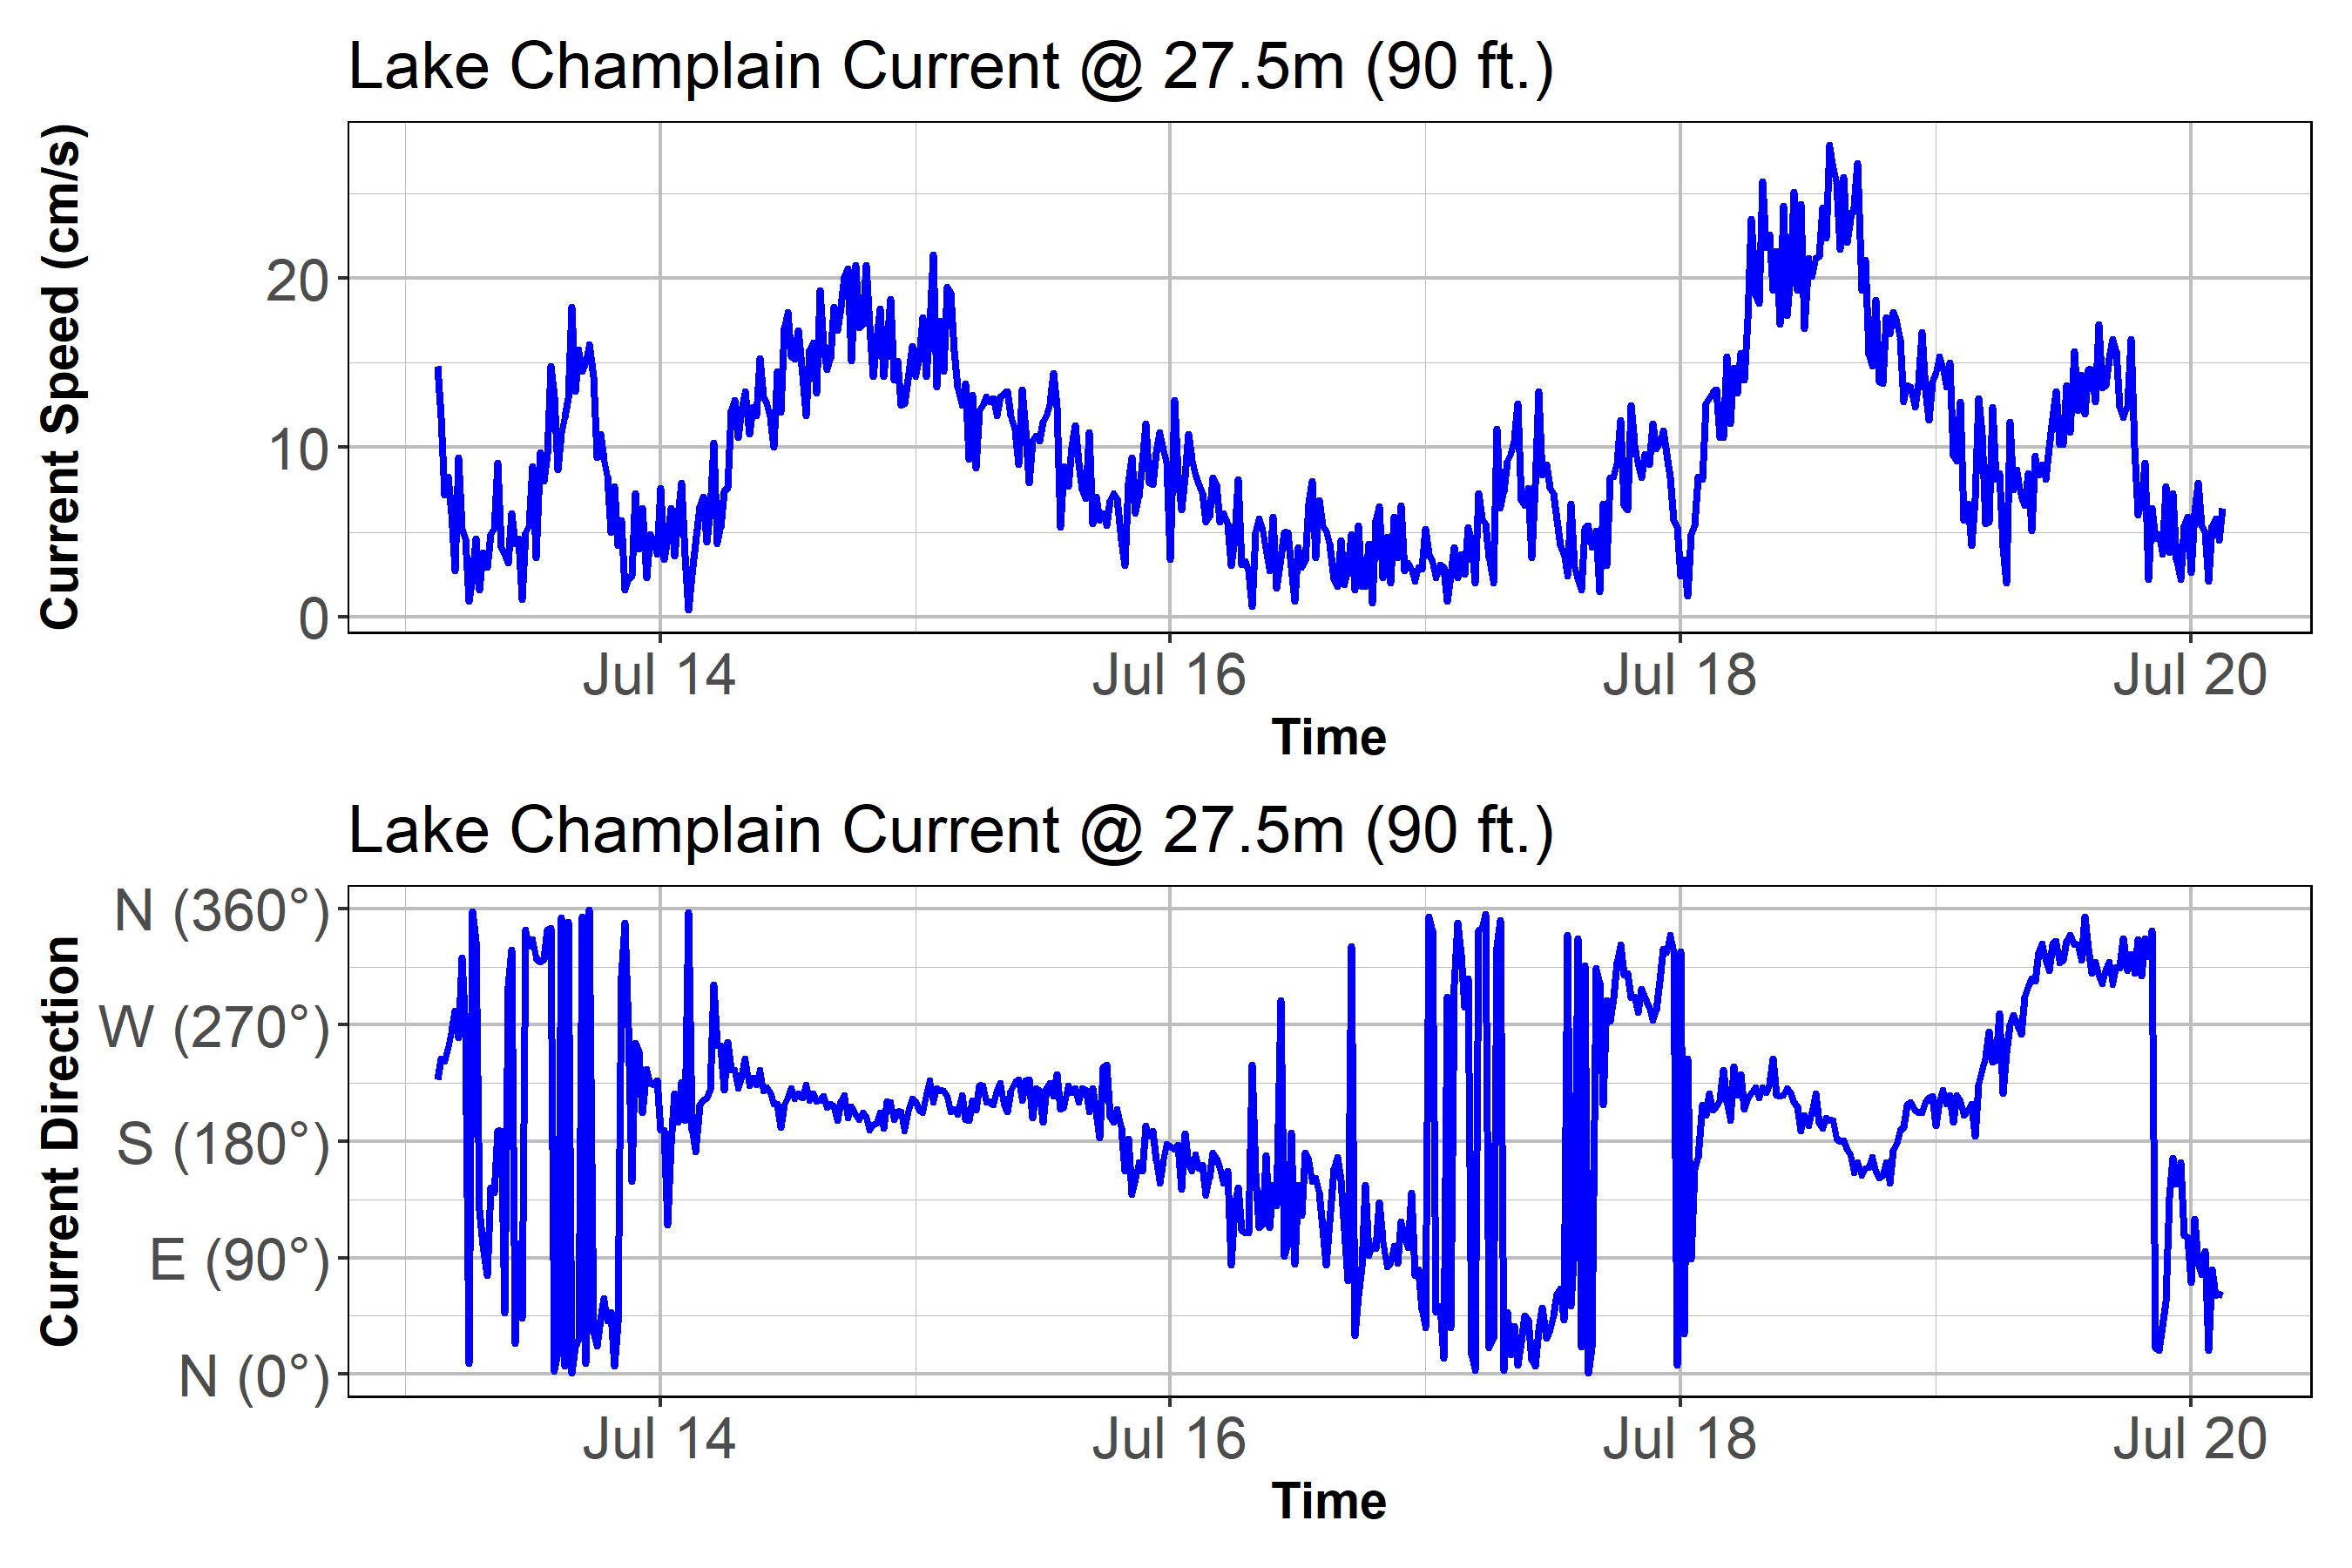 Lake Champlain Current @ 27.5m (90 ft.)
Current Speed (cm/s)
20
10
0
Jul 14 Jul 16 Jul 18 Jul 20
Time
Lake Champlain Current @ 27.5m (90 ft.)
Current Direction
N (360°)
W (270°)
S (180°)
E (90°)
N (0°)
Jul 14 Jul 16 Jul 18 Jul 20
Time